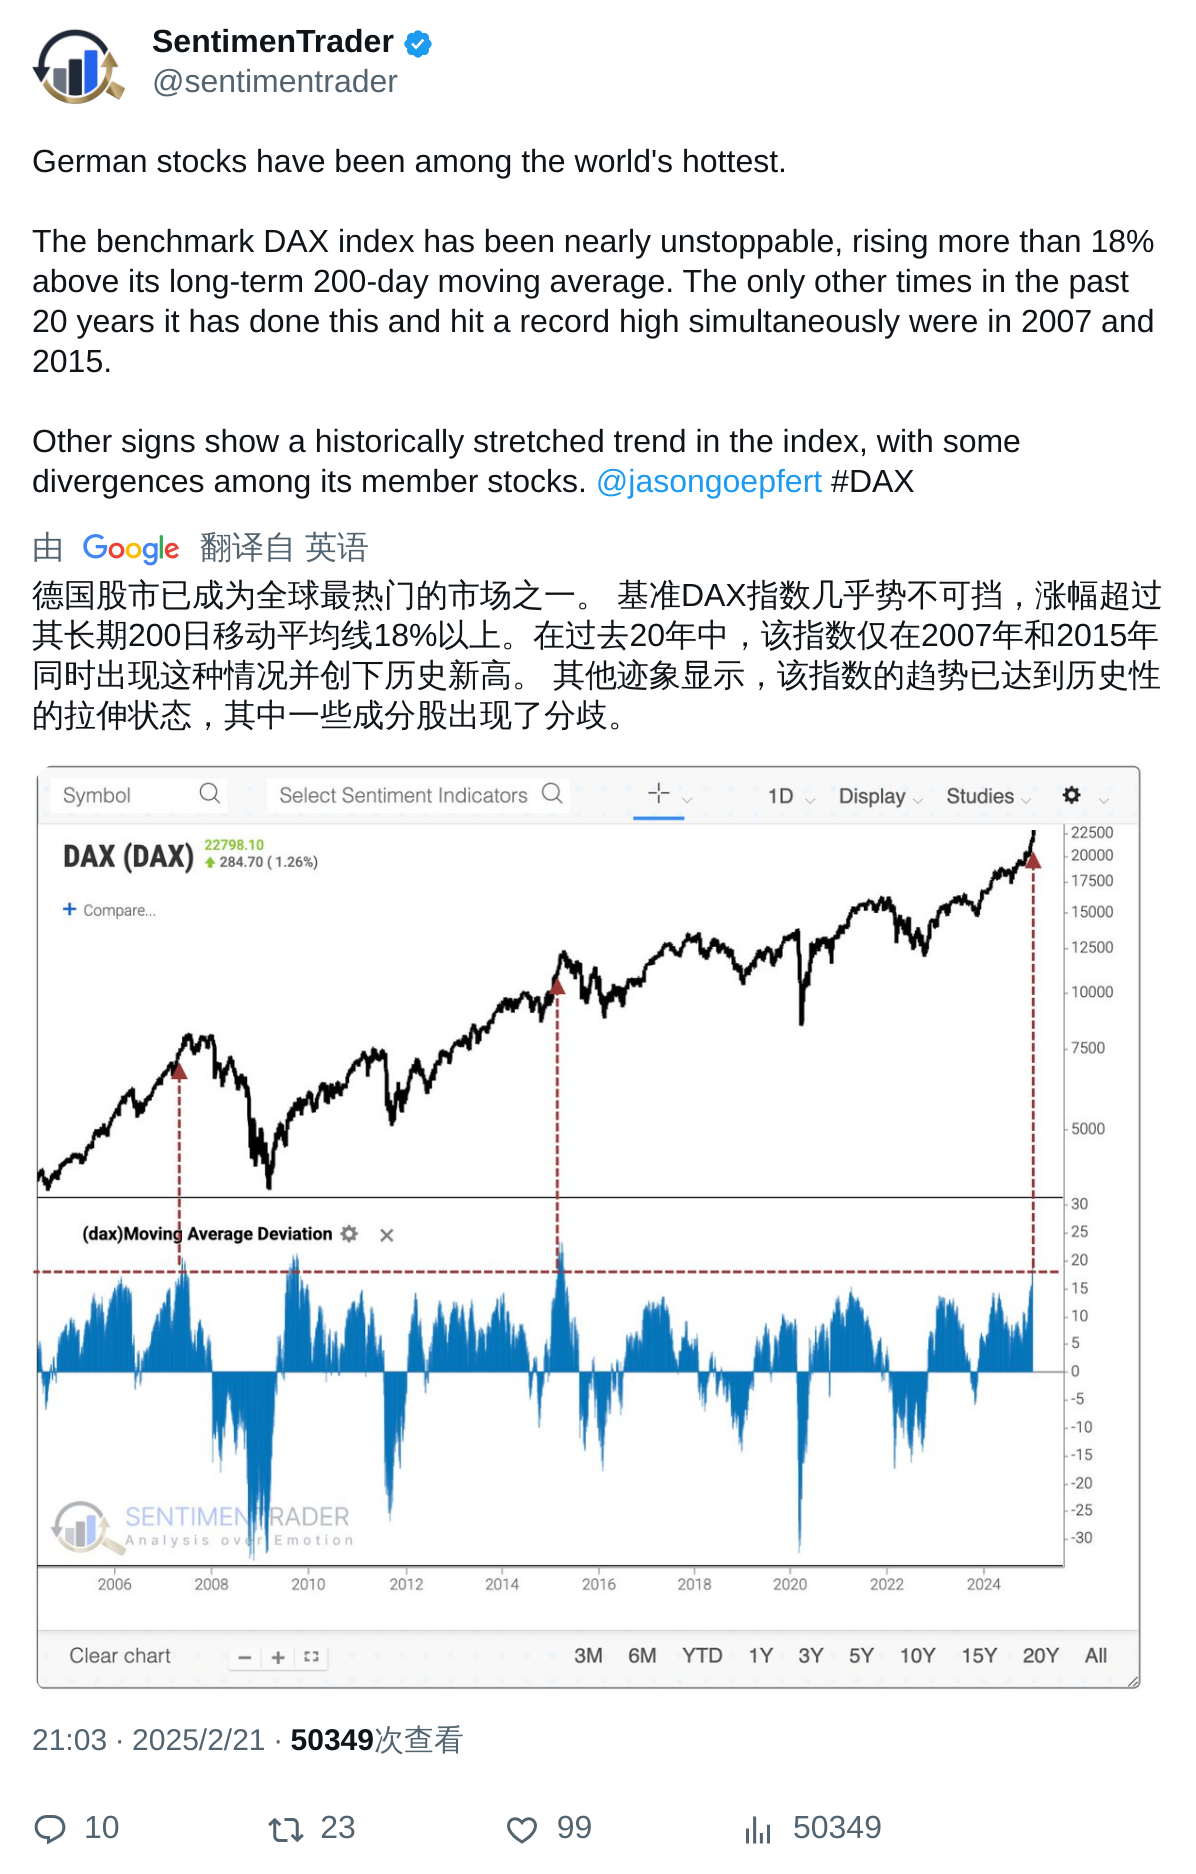 SentimenTrader
@sentimentrader
German stocks have been among the world's hottest.
The benchmark DAX index has been nearly unstoppable, rising more than 18%
above its long-term 200-day moving average. The only other times in the past
20 years it has done this and hit a record high simultaneously were in 2007 and
2015.
Other signs show a historically stretched trend in the index, with some
divergences among its member stocks. @jasongoepfert #DAX
由 Google 翻译自 英语
德国股市已成为全球最热门的市场之一。 基准DAX指数几乎势不可挡，涨幅超过
其长期200日移动平均线18%以上。在过去20年中，该指数仅在2007年和2015年
同时出现这种情况并创下历史新高。 其他迹象显示，该指数的趋势已达到历史性
的拉伸状态，其中一些成分股出现了分歧。
Symbol Select Sentiment Indicators 1D Display Studies
DAX (DAX) 22798.10
284.70 ( 1.26%)
+ Compare...
22500
20000
17500
15000
12500
10000
7500
5000
(dax)Moving Average Deviation
30
25
20
15
10
5
0
-5
-10
-15
-20
-25
-30
SENTIMENTRADER
Analysis over Emotion
2006 2008 2010 2012 2014 2016 2018 2020 2022 2024
Clear chart − + 3M 6M YTD 1Y 3Y 5Y 10Y 15Y 20Y All
21:03 · 2025/2/21 · 50349次查看
10 23 99 50349